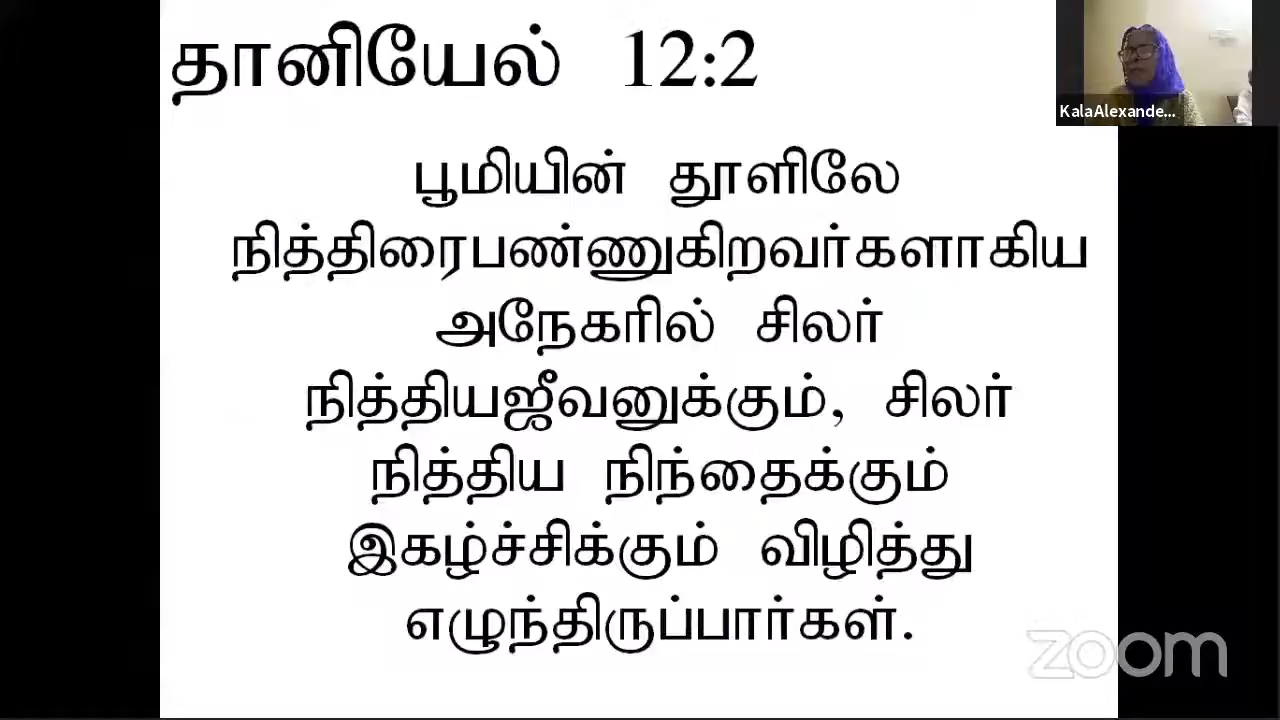 தானியேல் 12:2
KalaAlexande...
பூமியின் தூளிலே
நித்திரைபண்ணுகிறவர்களாகிய
அநேகரில் சிலர்
நித்தியஜீவனுக்கும், சிலர்
நித்திய நிந்தைக்கும்
இகழ்ச்சிக்கும் விழித்து
எழுந்திருப்பார்கள்.
zoom